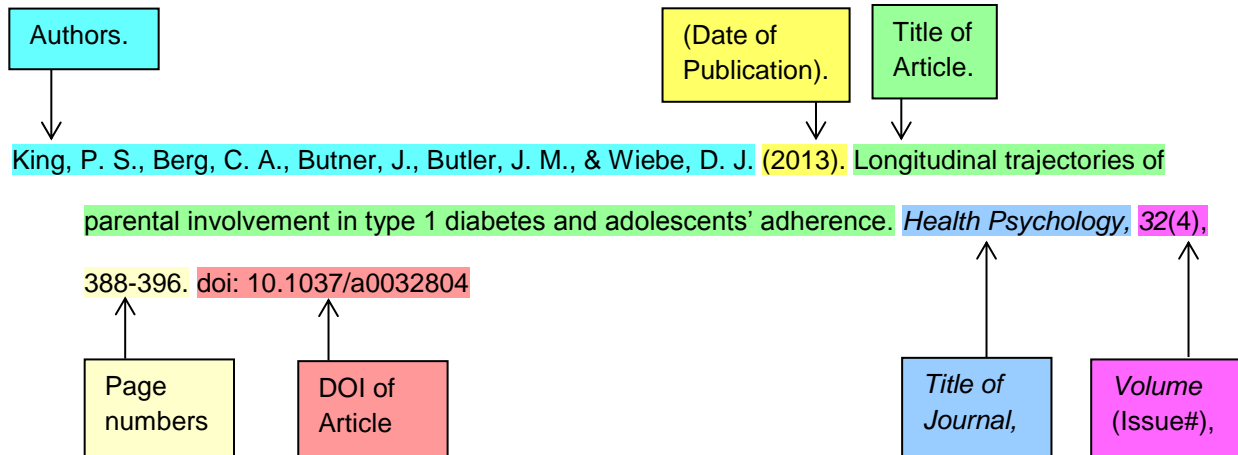 Authors.
(Date of
Publication).
Title of
Article.
King, P. S., Berg, C. A., Butner, J., Butler, J. M., & Wiebe, D. J. (2013). Longitudinal trajectories of
parental involvement in type 1 diabetes and adolescents’ adherence. Health Psychology, 32(4),
388-396. doi: 10.1037/a0032804
Page
numbers
DOI of
Article
Title of
Journal,
Volume
(Issue#),